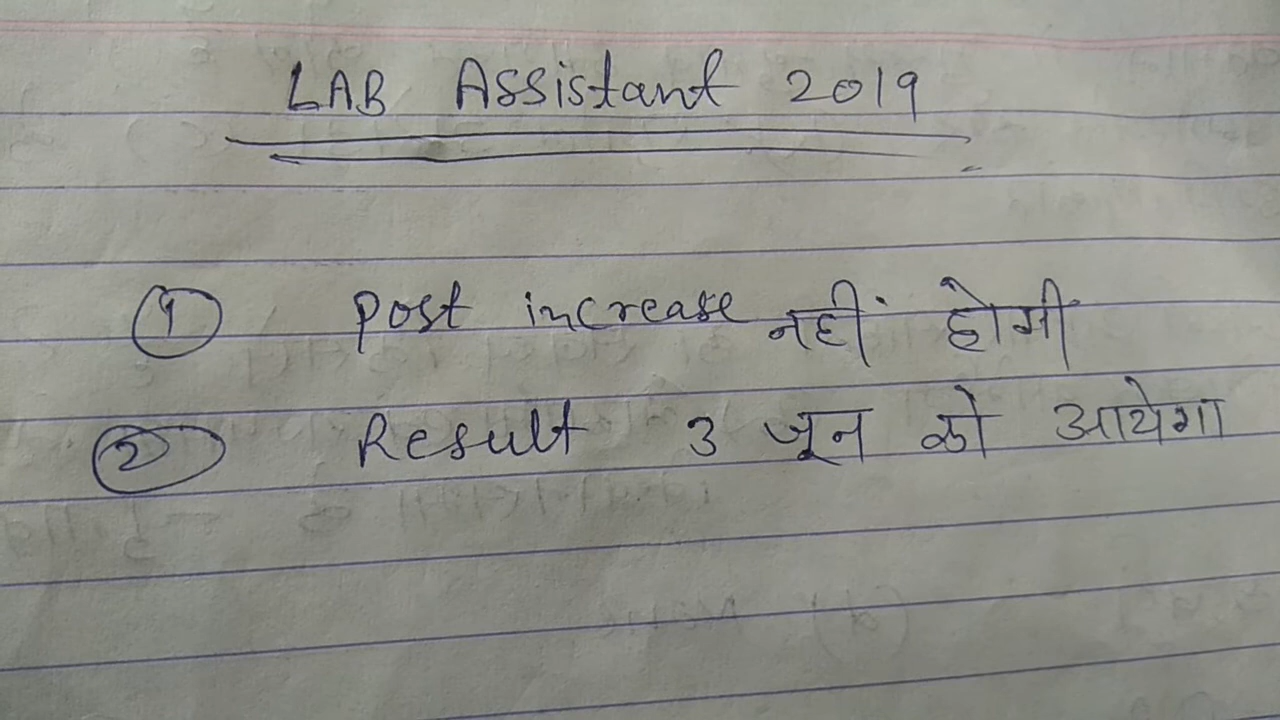 LAB Assistant 2019
1 Post increase नहीं होगी
2 Result 3 जून को आयेगा